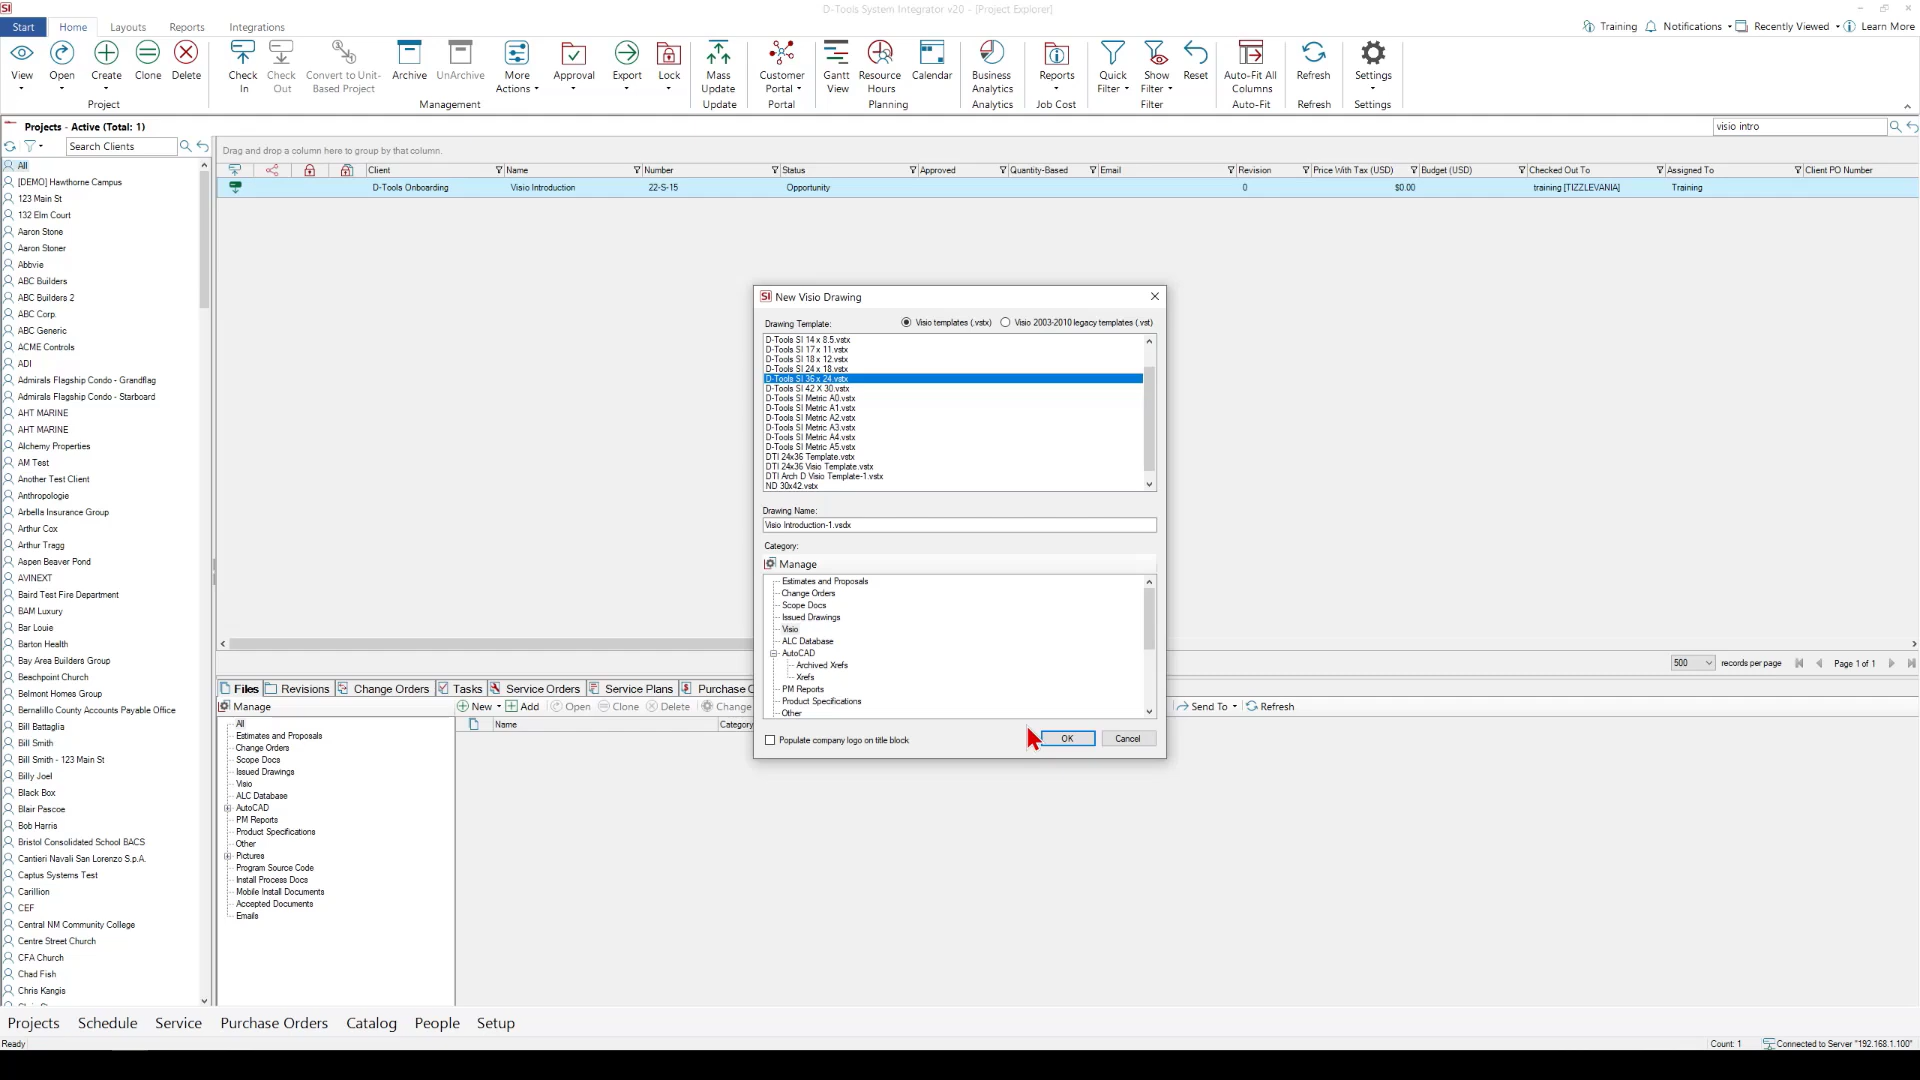 D-Tools System Integrator v20 - [Project Explorer]
Start Home Layouts Reports Integrations
Training Notifications Recently Viewed Learn More
View Open Create Clone Delete
Project
Check In Check Out Convert to Unit-Based Project Archive UnArchive More Actions Approval Export Lock
Management
Mass Update
Update
Customer Portal
Portal
Gantt View Resource Hours Calendar
Planning
Business Analytics
Analytics
Reports
Job Cost
Quick Filter Show Filter Reset
Filter
Auto-Fit All Columns
Auto-Fit
Refresh
Refresh
Settings
Settings
Projects - Active (Total: 1)
visio intro
Search Clients
Drag and drop a column here to group by that column.
Client Name Number Status Approved Quantity-Based Email Revision Price With Tax (USD) Budget (USD) Checked Out To Assigned To Client PO Number
D-Tools Onboarding Visio Introduction 22-S-15 Opportunity 0 $0.00 training [TIZZLEVANIA] Training
All
[DEMO] Hawthorne Campus
123 Main St
132 Elm Court
Aaron Stone
Aaron Stoner
Abbvie
ABC Builders
ABC Builders 2
ABC Corp.
ABC Generic
ACME Controls
ADI
Admirals Flagship Condo - Grandflag
Admirals Flagship Condo - Starboard
AHT MARINE
AHT MARINE
Alchemy Properties
AM Test
Another Test Client
Anthropologie
Arbella Insurance Group
Arthur Cox
Arthur Tragg
Aspen Beaver Pond
AVINEXT
Baird Test Fire Department
BAM Luxury
Bar Louie
Barton Health
Bay Area Builders Group
Beachpoint Church
Belmont Homes Group
Bernalillo County Accounts Payable Office
Bill Battaglia
Bill Smith
Bill Smith - 123 Main St
Billy Joel
Black Box
Blair Pascoe
Bob Harris
Bristol Consolidated School BACS
Cantieri Navali San Lorenzo S.p.A.
Captus Systems Test
Carillion
CEF
Central NM Community College
Centre Street Church
CFA Church
Chad Fish
Chris Kangis
SI New Visio Drawing
Drawing Template: Visio templates (.vstx) Visio 2003-2010 legacy templates (.vst)
D-Tools SI 14 x 8.5.vstx
D-Tools SI 17 x 11.vstx
D-Tools SI 18 x 12.vstx
D-Tools SI 24 x 18.vstx
D-Tools SI 36 x 24.vstx
D-Tools SI 42 X 30.vstx
D-Tools SI Metric A0.vstx
D-Tools SI Metric A1.vstx
D-Tools SI Metric A2.vstx
D-Tools SI Metric A3.vstx
D-Tools SI Metric A4.vstx
D-Tools SI Metric A5.vstx
DTI 24x36 Template.vstx
DTI 24x36 Visio Template.vstx
DTI Arch D Visio Template-1.vstx
ND 30x42.vstx
Drawing Name:
Visio Introduction-1.vsdx
Category:
Manage
Estimates and Proposals
Change Orders
Scope Docs
Issued Drawings
Visio
ALC Database
AutoCAD
Archived Xrefs
Xrefs
PM Reports
Product Specifications
Other
Populate company logo on title block OK Cancel
500 records per page Page 1 of 1
Files Revisions Change Orders Tasks Service Orders Service Plans Purchase O
Manage New Add Open Clone Delete Change Send To Refresh
Name Category
All
Estimates and Proposals
Change Orders
Scope Docs
Issued Drawings
Visio
ALC Database
AutoCAD
PM Reports
Product Specifications
Other
Pictures
Program Source Code
Install Process Docs
Mobile Install Documents
Accepted Documents
Emails
Projects Schedule Service Purchase Orders Catalog People Setup
Ready Count: 1 Connected to Server "192.168.1.100"